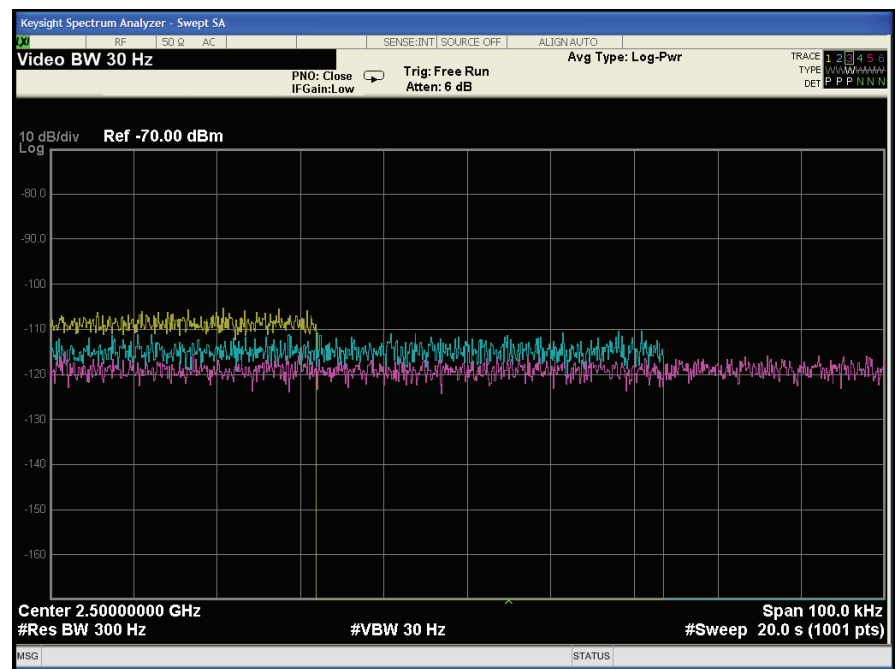 Keysight Spectrum Analyzer - Swept SA
LXI RF 50 Ω AC SENSE:INT SOURCE OFF ALIGN AUTO
Video BW 30 Hz
PNO: Close
IFGain:Low
Trig: Free Run
Atten: 6 dB
Avg Type: Log-Pwr
TRACE 1 2 3 4 5 6
TYPE WWWWWW
DET P P P N N N
10 dB/div Ref -70.00 dBm
Log
-80.0
-90.0
-100
-110
-120
-130
-140
-150
-160
Center 2.50000000 GHz Span 100.0 kHz
#Res BW 300 Hz #VBW 30 Hz #Sweep 20.0 s (1001 pts)
MSG STATUS